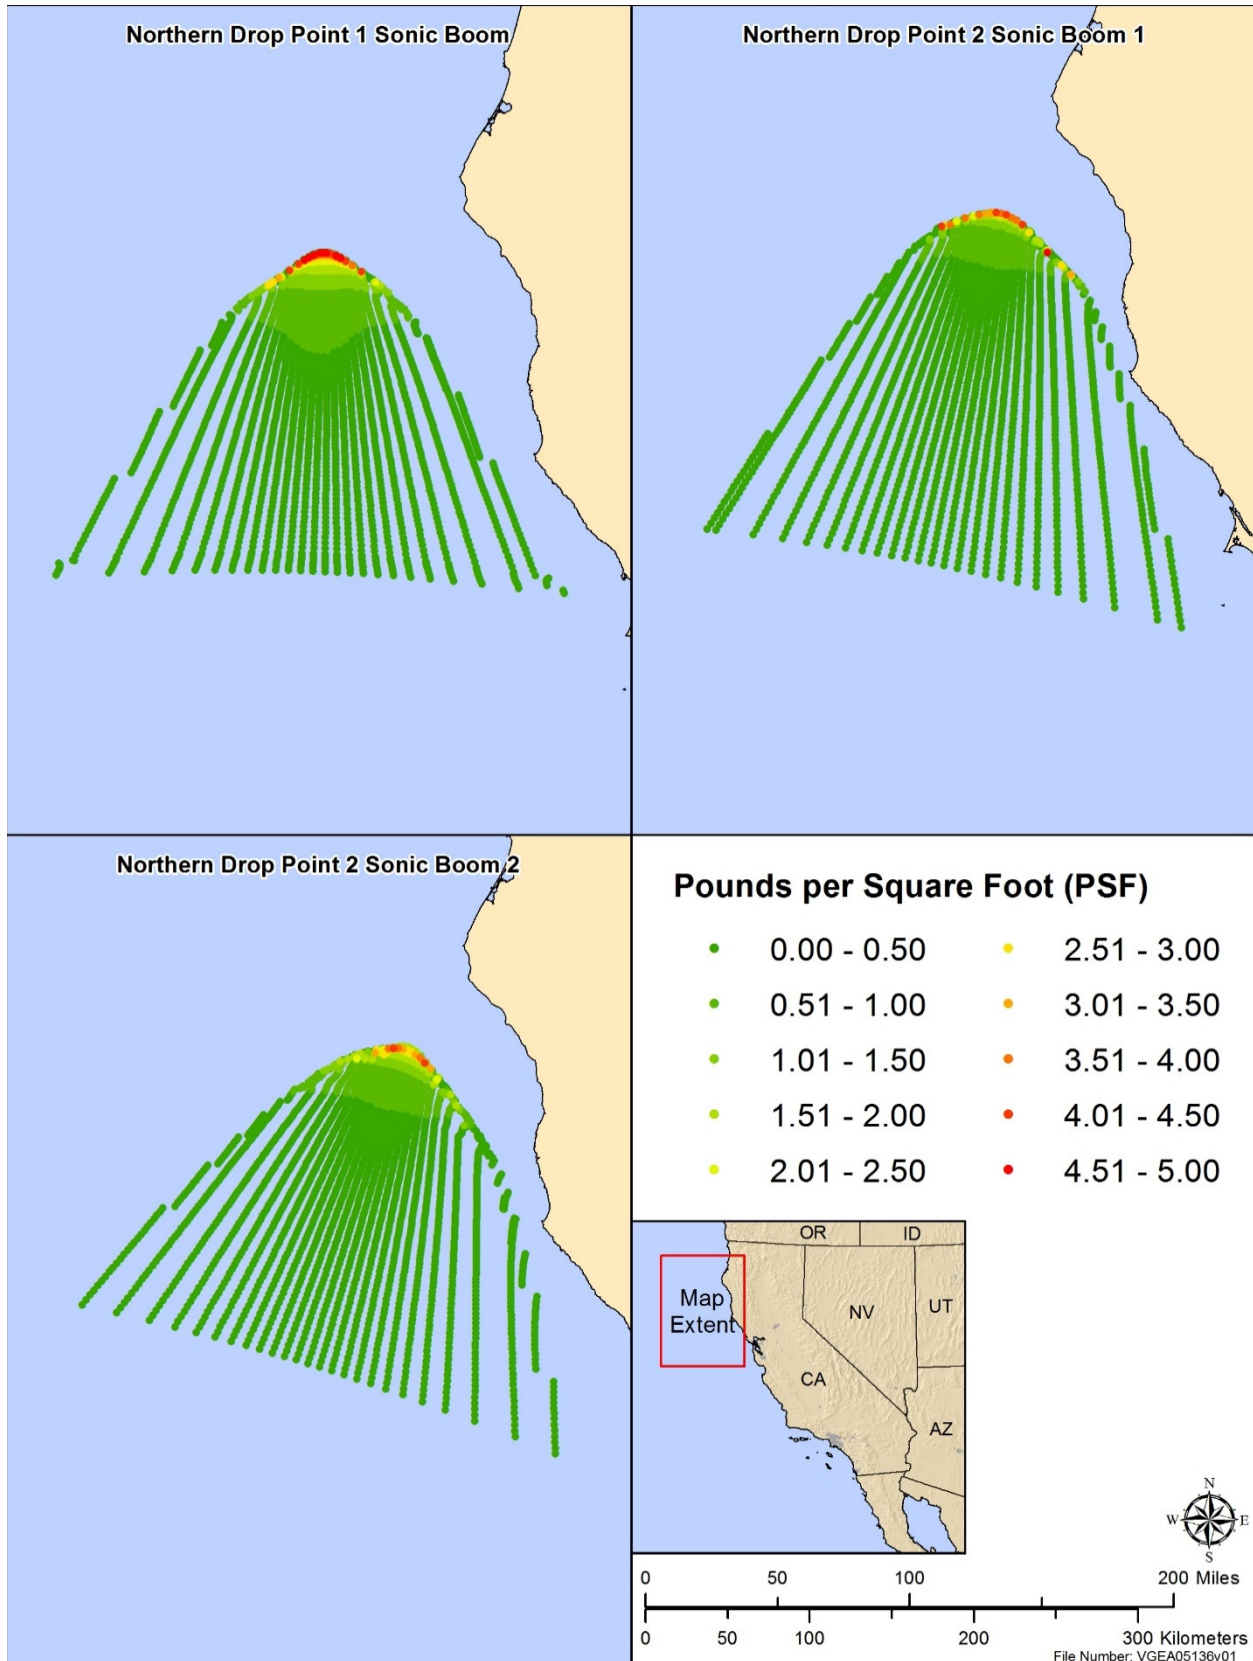 Northern Drop Point 1 Sonic Boom
Northern Drop Point 2 Sonic Boom 1
Northern Drop Point 2 Sonic Boom 2
Pounds per Square Foot (PSF)
0.00 - 0.50
0.51 - 1.00
1.01 - 1.50
1.51 - 2.00
2.01 - 2.50
2.51 - 3.00
3.01 - 3.50
3.51 - 4.00
4.01 - 4.50
4.51 - 5.00
OR
ID
Map
Extent
NV
UT
CA
AZ
N
W
E
S
0 50 100 200 Miles
0 50 100 200 300 Kilometers
File Number: VGEA05136v01